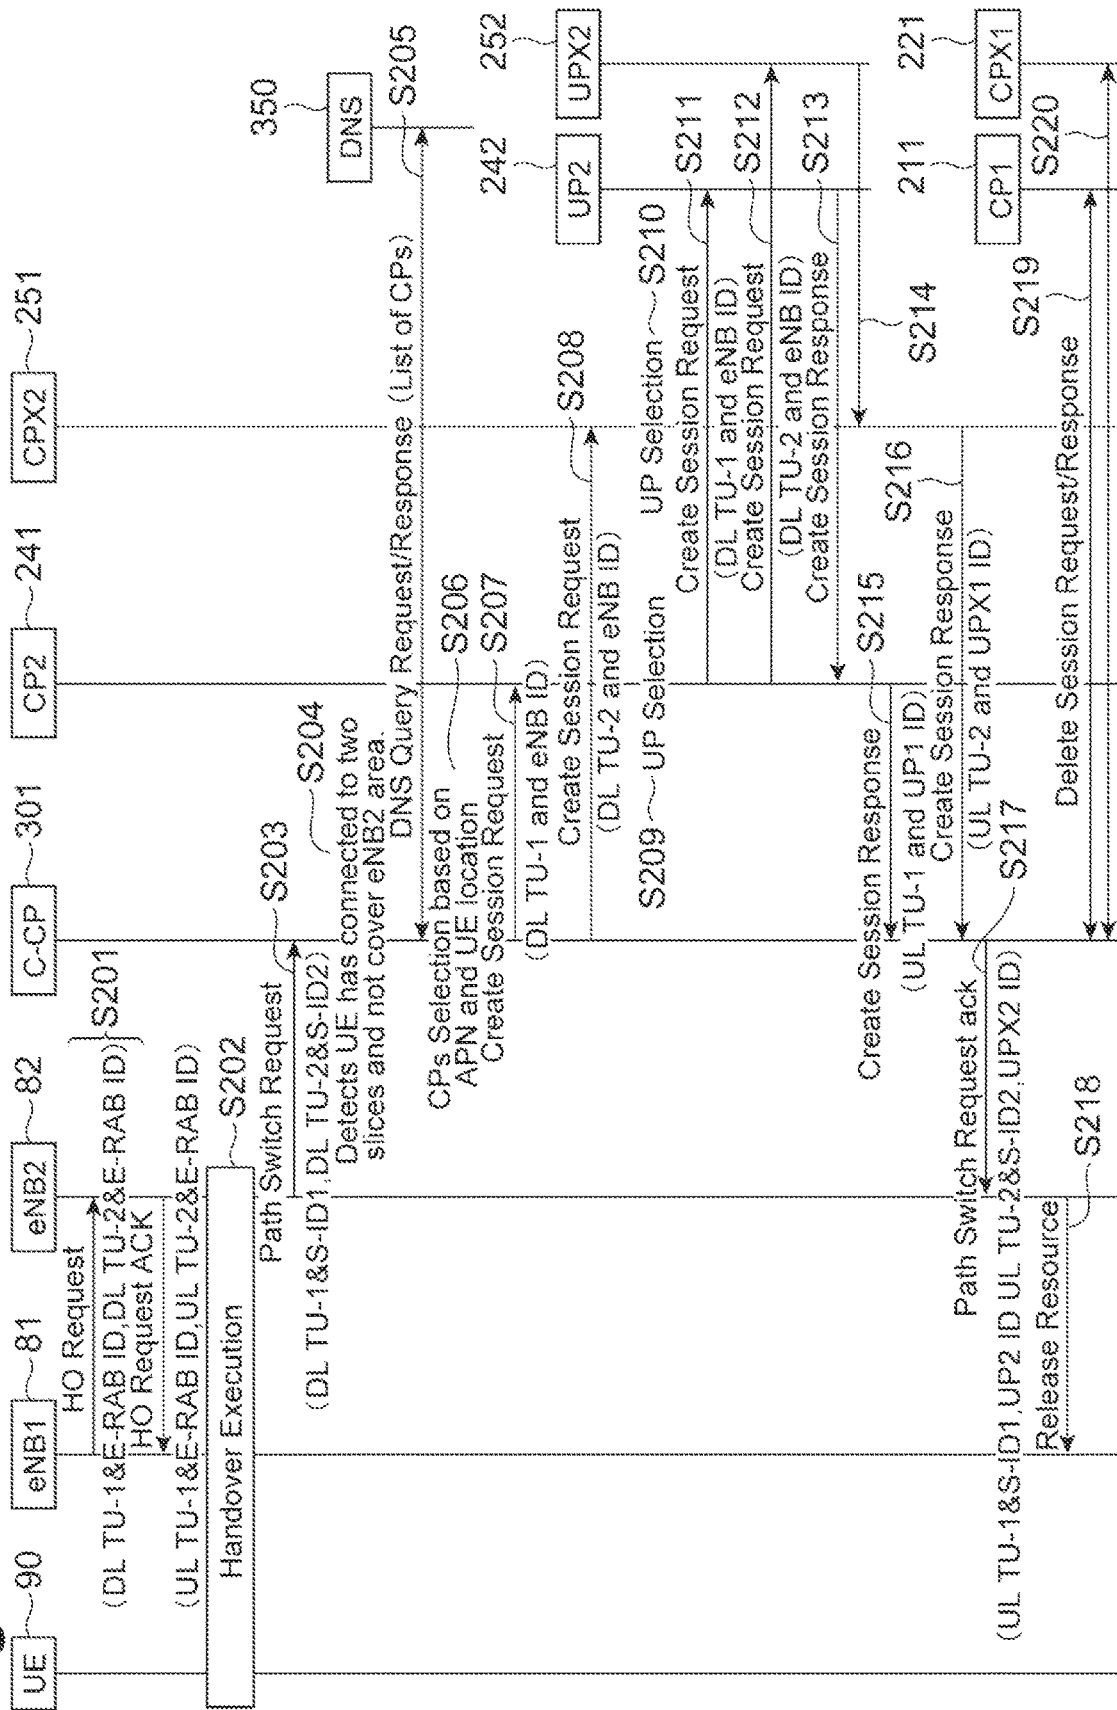 UE 90
eNB1 81
eNB2 82
C-CP 301
CP2 241
CPX2 251
HO Request
(DL TU-1&E-RAB ID,DL TU-2&E-RAB ID)
S201
HO Request ACK
(UL TU-1&E-RAB ID,UL TU-2&E-RAB ID)
Handover Execution
S202
Path Switch Request
S203
(DL TU-1&S-ID1,DL TU-2&S-ID2)
S204
Detects UE has connected to two
slices and not cover eNB2 area.
350
DNS
DNS Query Request/Response (List of CPs)
S205
CPs Selection based on
APN and UE location
S206
Create Session Request
S207
(DL TU-1 and eNB ID)
Create Session Request
S208
(DL TU-2 and eNB ID)
242
UP2
252
UPX2
S209 UP Selection
UP Selection S210
Create Session Request
S211
(DL TU-1 and eNB ID)
Create Session Request
S212
(DL TU-2 and eNB ID)
Create Session Response
S213
S214
Create Session Response
S215
(UL TU-1 and UP1 ID)
Create Session Response
S216
(UL TU-2 and UPX1 ID)
Path Switch Request ack
S217
(UL TU-1&S-ID1,UP2 ID UL TU-2&S-ID2,UPX2 ID)
Release Resource
S218
211
CP1
221
CPX1
Delete Session Request/Response
S219
S220